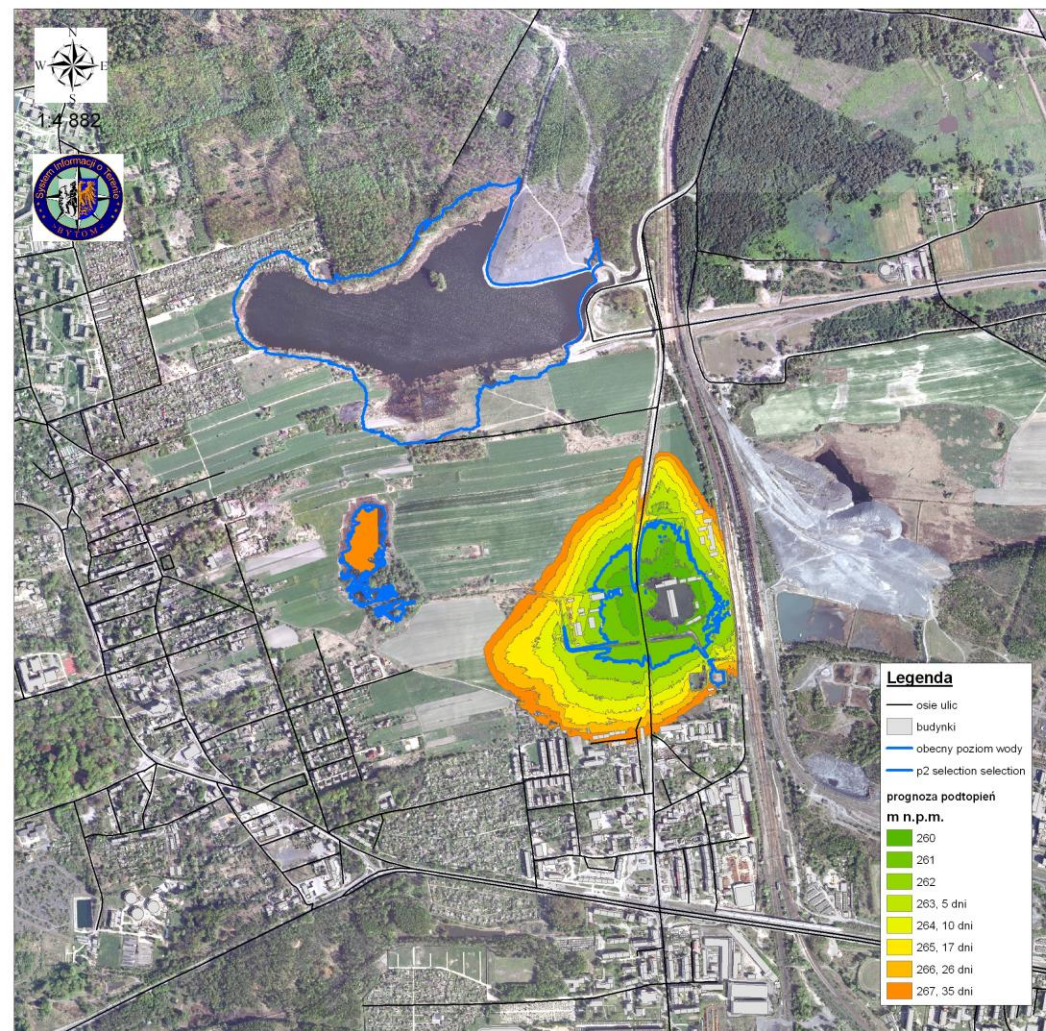 N
W E
S
1:4 882
System Informacji o Terenie
BYTOM
Legenda
osie ulic
budynki
obecny poziom wody
p2 selection selection
prognoza podtopień
m n.p.m.
260
261
262
263, 5 dni
264, 10 dni
265, 17 dni
266, 26 dni
267, 35 dni